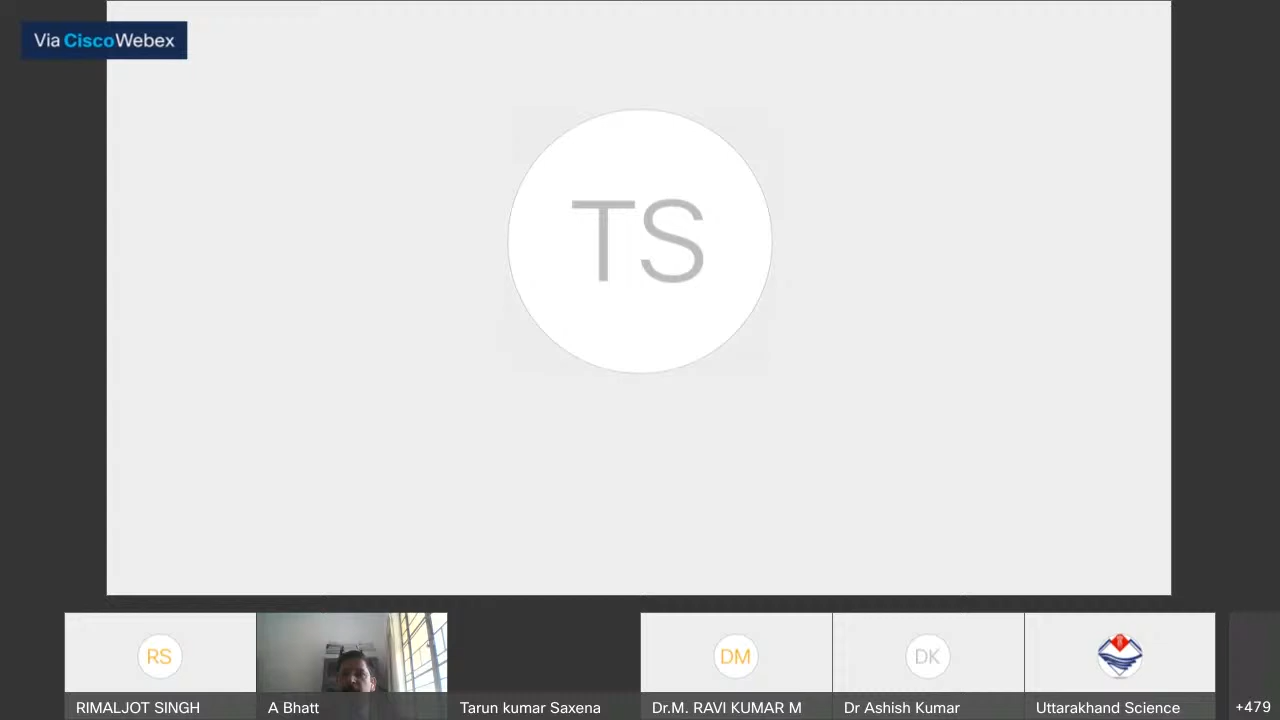 Via CiscoWebex
TS
RS
DM
DK
RIMALJOT SINGH
A Bhatt
Tarun kumar Saxena
Dr.M. RAVI KUMAR M
Dr Ashish Kumar
Uttarakhand Science
+479